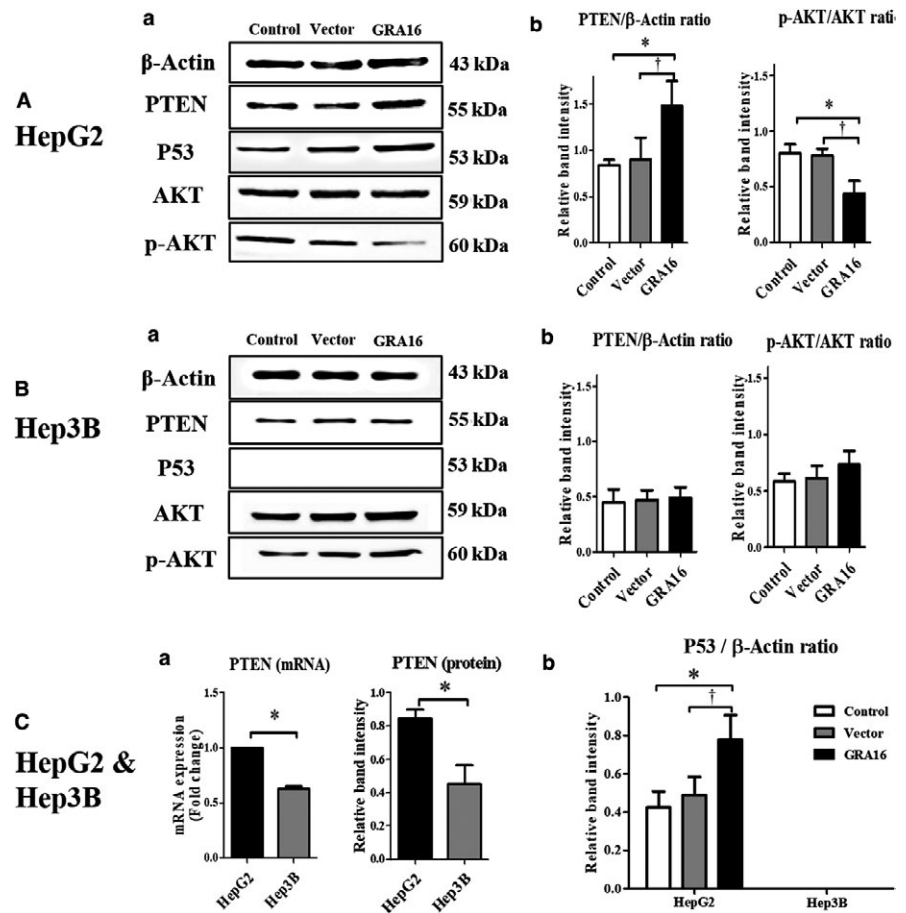 A
HepG2
a
Control Vector GRA16
β-Actin 43 kDa
PTEN 55 kDa
P53 53 kDa
AKT 59 kDa
p-AKT 60 kDa
b
PTEN/β-Actin ratio
Relative band intensity
1.5
1.0
0.5
0.0
*
†
Control
Vector
GRA16
p-AKT/AKT ratio
Relative band intensity
1.5
1.0
0.5
0.0
*
†
Control
Vector
GRA16
B
Hep3B
a
Control Vector GRA16
β-Actin 43 kDa
PTEN 55 kDa
P53 53 kDa
AKT 59 kDa
p-AKT 60 kDa
b
PTEN/β-Actin ratio
Relative band intensity
1.5
1.0
0.5
0.0
Control
Vector
GRA16
p-AKT/AKT ratio
Relative band intensity
1.5
1.0
0.5
0.0
Control
Vector
GRA16
C
HepG2 &
Hep3B
a
PTEN (mRNA)
mRNA expression
(Fold change)
1.5
1.0
0.5
0.0
*
HepG2
Hep3B
PTEN (protein)
Relative band intensity
1.0
0.8
0.6
0.4
0.2
0.0
*
HepG2
Hep3B
b
P53 / β-Actin ratio
Relative band intensity
1.0
0.8
0.6
0.4
0.2
0.0
*
†
Control
Vector
GRA16
HepG2 Hep3B